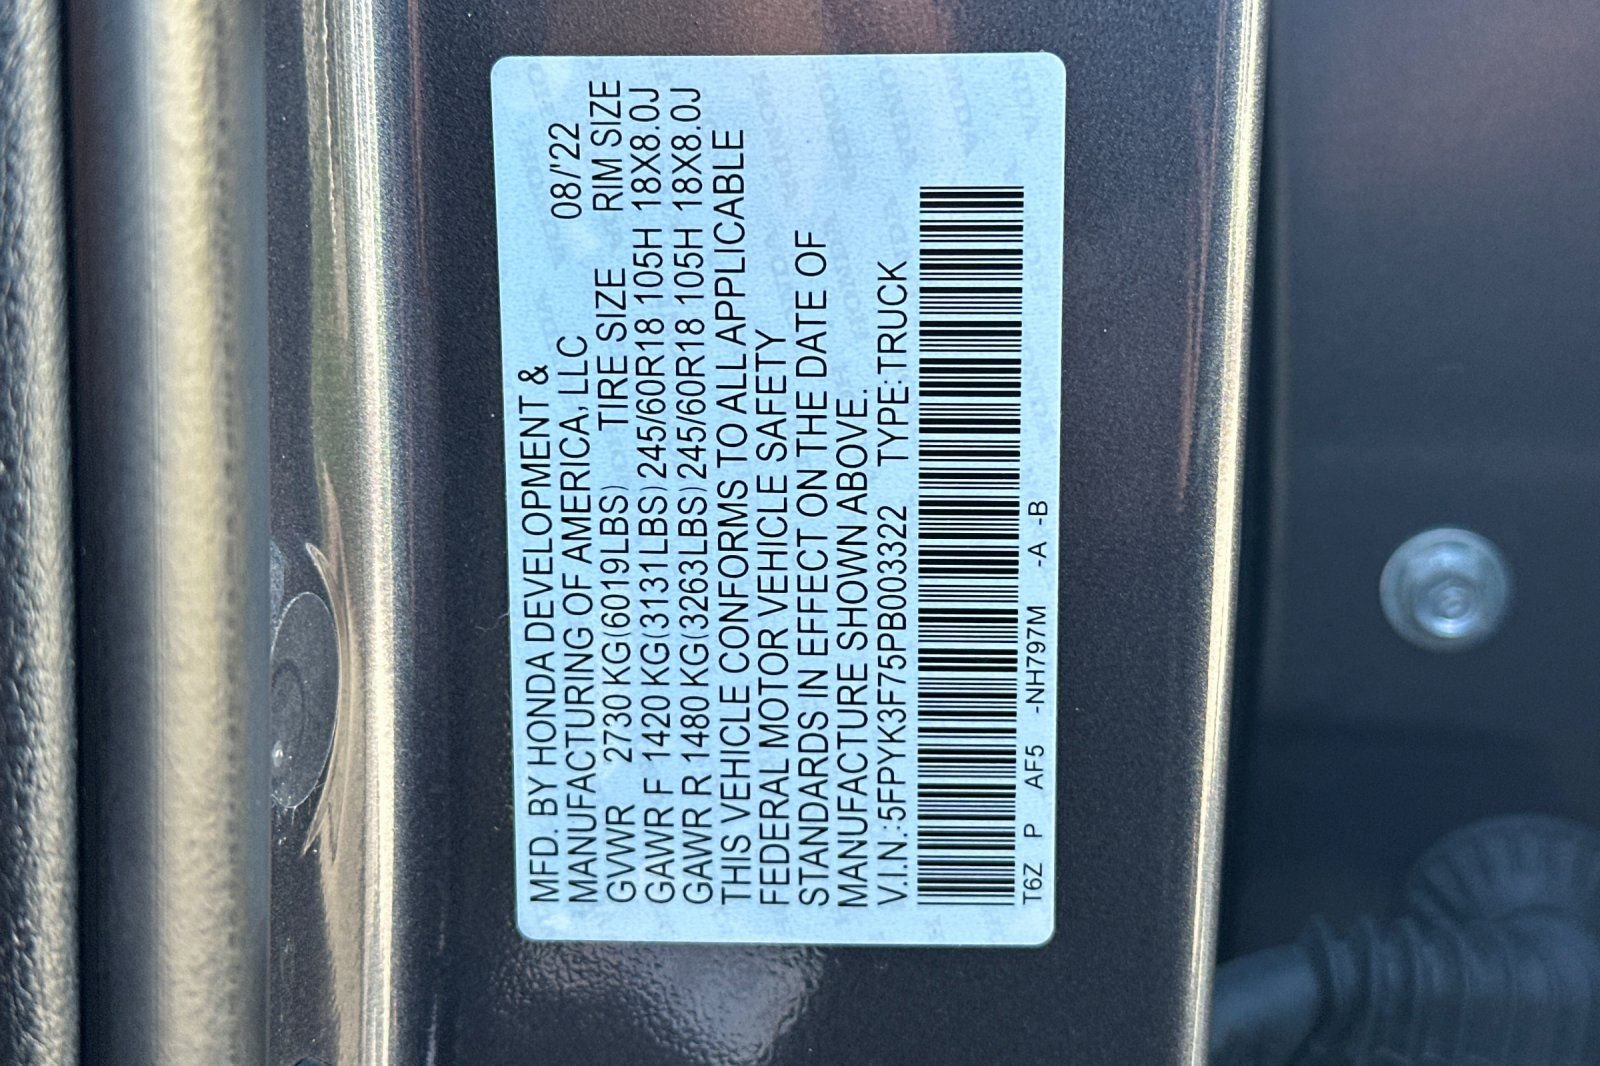 MFD. BY HONDA DEVELOPMENT &
MANUFACTURING OF AMERICA, LLC 08/'22
GVWR 2730 KG(6019LBS) TIRE SIZE RIM SIZE
GAWR F 1420 KG(3131LBS) 245/60R18 105H 18X8.0J
GAWR R 1480 KG(3263LBS) 245/60R18 105H 18X8.0J
THIS VEHICLE CONFORMS TO ALL APPLICABLE
FEDERAL MOTOR VEHICLE SAFETY
STANDARDS IN EFFECT ON THE DATE OF
MANUFACTURE SHOWN ABOVE.
V.I.N.:5FPYK3F75PB003322 TYPE:TRUCK
T6Z P AF5 -NH797M -A -B